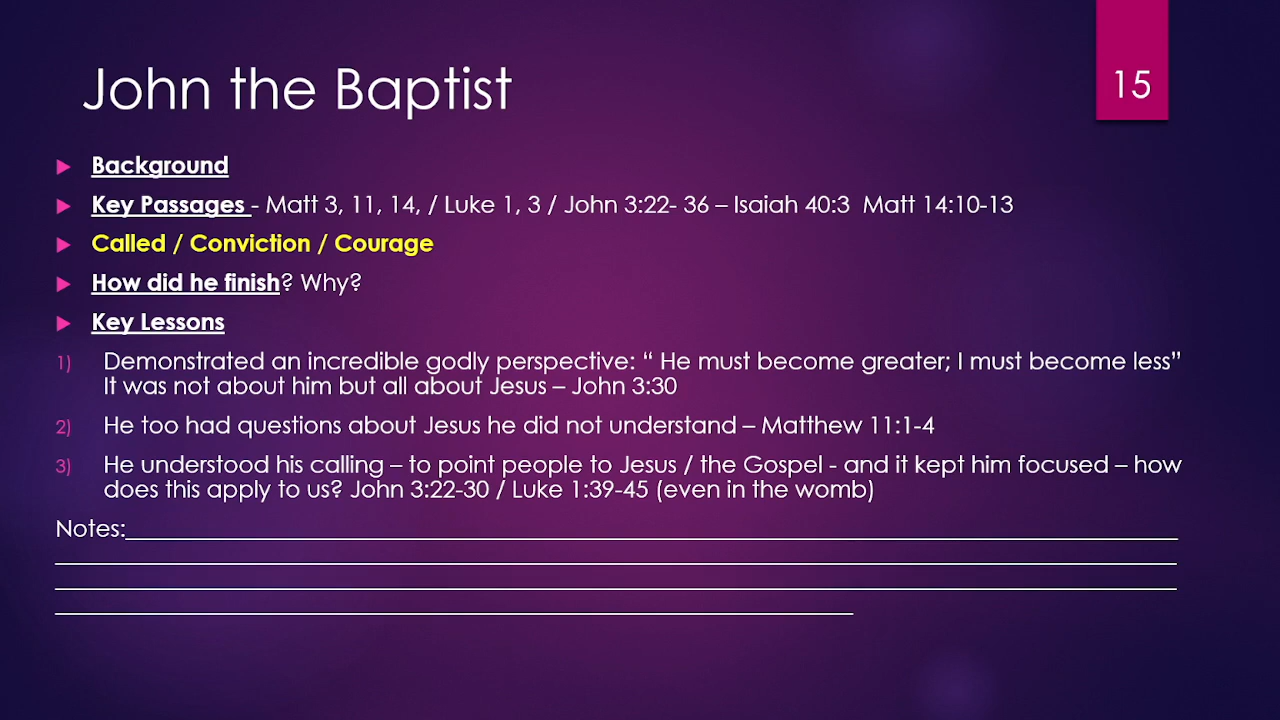 John the Baptist
15
Background
Key Passages - Matt 3, 11, 14, / Luke 1, 3 / John 3:22- 36 – Isaiah 40:3  Matt 14:10-13
Called / Conviction / Courage
How did he finish? Why?
Key Lessons
1) Demonstrated an incredible godly perspective: “ He must become greater; I must become less”
It was not about him but all about Jesus – John 3:30
2) He too had questions about Jesus he did not understand – Matthew 11:1-4
3) He understood his calling – to point people to Jesus / the Gospel - and it kept him focused – how
does this apply to us? John 3:22-30 / Luke 1:39-45 (even in the womb)
Notes: